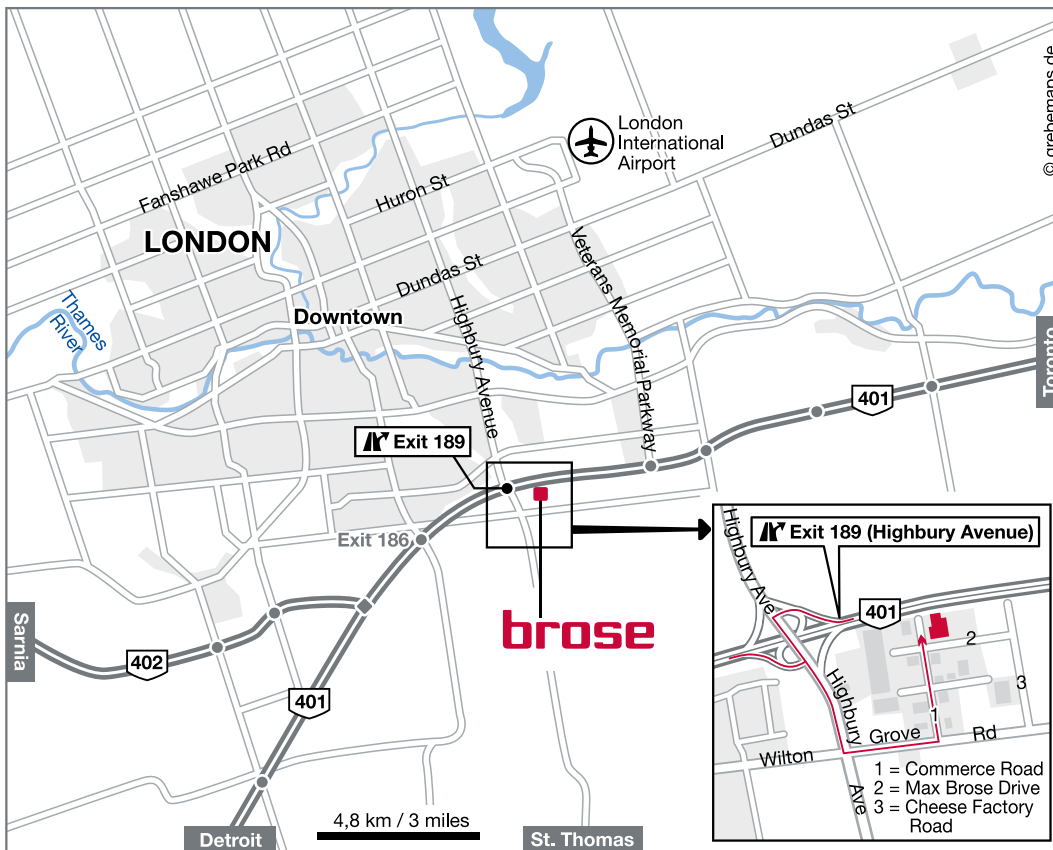 © grebemaps.de
London
International
Airport
Dundas St
Fanshawe Park Rd
Huron St
LONDON
Dundas St
Veterans Memorial Parkway
Thames
River
Downtown
Highbury Avenue
Toronto
401
Exit 189
Exit 186
brose
Sarnia
402
401
Detroit
4,8 km / 3 miles
St. Thomas
Highbury Ave
Exit 189 (Highbury Avenue)
401
2
3
1
Highbury
Ave
Wilton
Grove
Rd
1 = Commerce Road
2 = Max Brose Drive
3 = Cheese Factory
Road